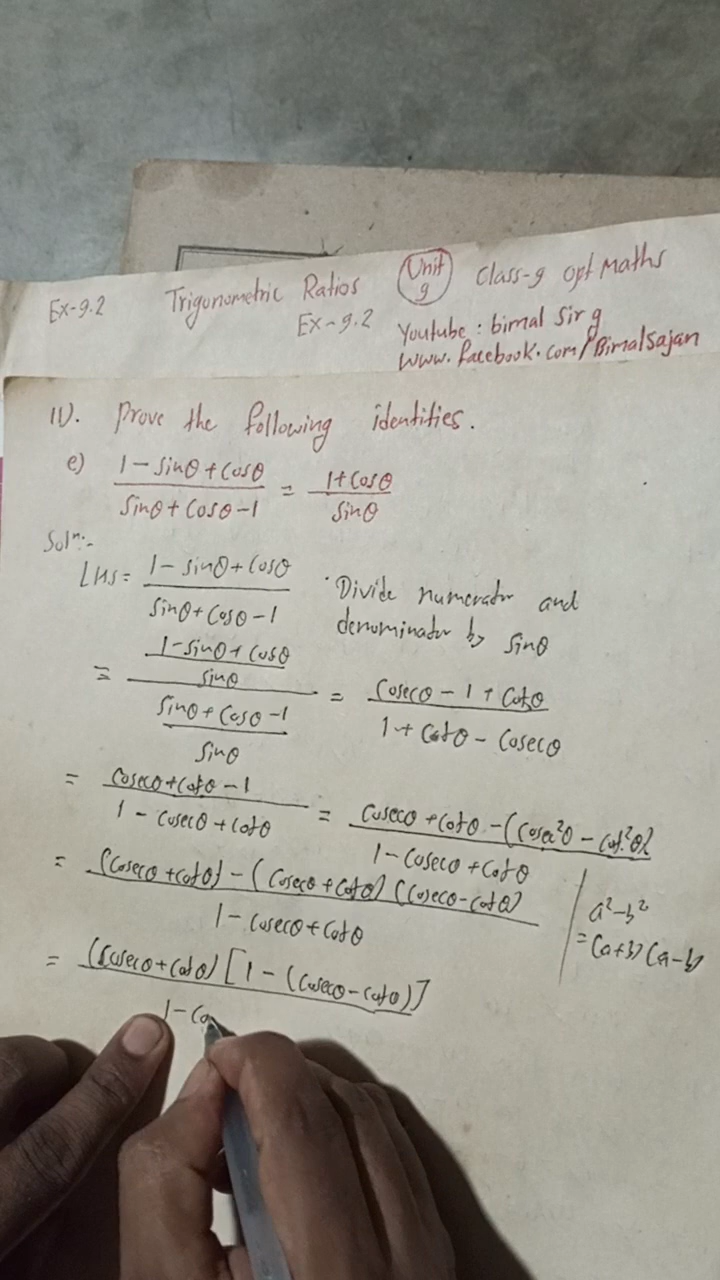 Ex-9.2 Trigonometric Ratios Unit 9 Class-9 Opt Maths
Ex-9.2 Youtube : bimal Sir g
www.facebook.com/Bimalsajan
IV). Prove the following identities.
e) (1 - sinθ + cosθ)/(sinθ + cosθ - 1) = (1 + cosθ)/sinθ
Solⁿ:-
LHS = (1 - sinθ + cosθ)/(sinθ + cosθ - 1) Divide numerator and
denominator by sinθ
= ((1 - sinθ + cosθ)/sinθ)/((sinθ + cosθ - 1)/sinθ) = (cosecθ - 1 + cotθ)/(1 + cotθ - cosecθ)
= (cosecθ + cotθ - 1)/(1 - cosecθ + cotθ) = (cosecθ + cotθ - (cosec²θ - cot²θ))/(1 - cosecθ + cotθ)
= ((cosecθ + cotθ) - (cosecθ + cotθ)(cosecθ - cotθ))/(1 - cosecθ + cotθ)
a² - b²
= (a+b)(a-b)
= (cosecθ + cotθ)[1 - (cosecθ - cotθ)]
1 - co